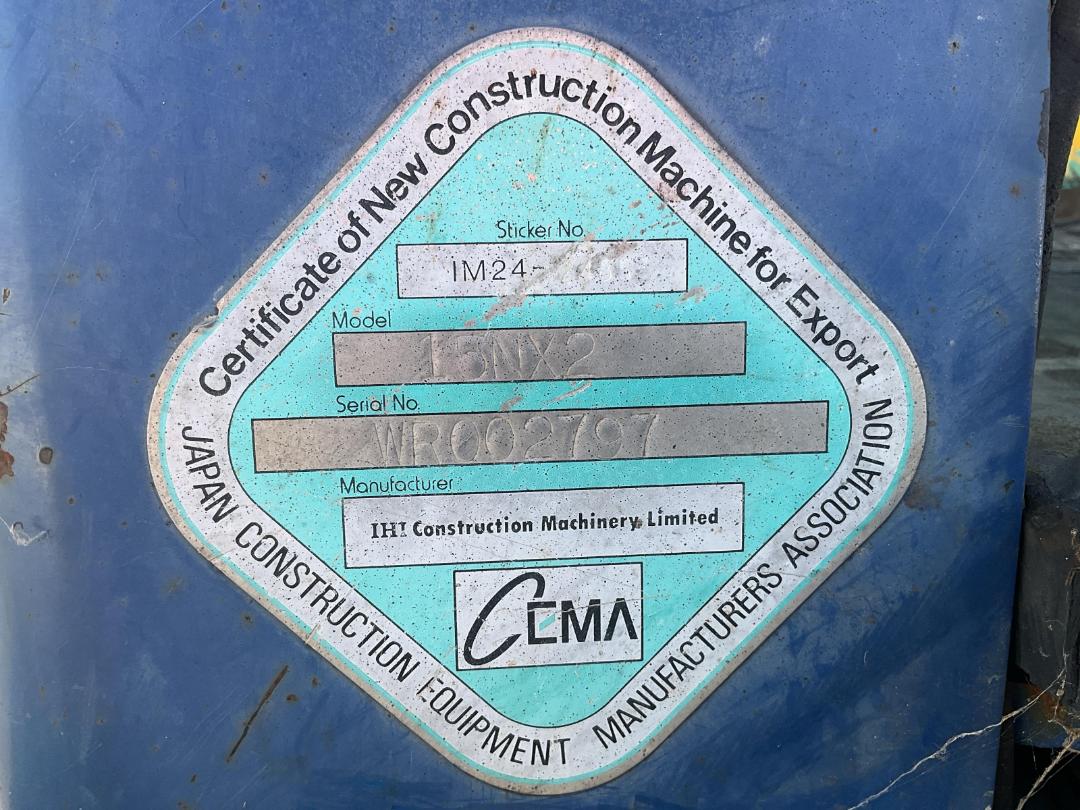 Certificate of New Construction Machine for Export
Sticker No.
IM24-
Model
15NX2
Serial No.
WR002797
Manufacturer
IHI Construction Machinery Limited
CEMA
JAPAN CONSTRUCTION EQUIPMENT MANUFACTURERS ASSOCIATION